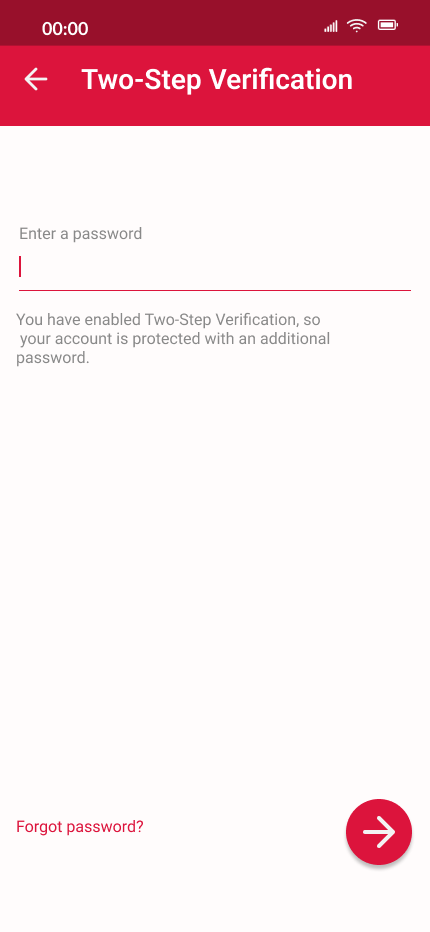 00:00
Two-Step Verification
Enter a password
You have enabled Two-Step Verification, so
your account is protected with an additional
password.
Forgot password?